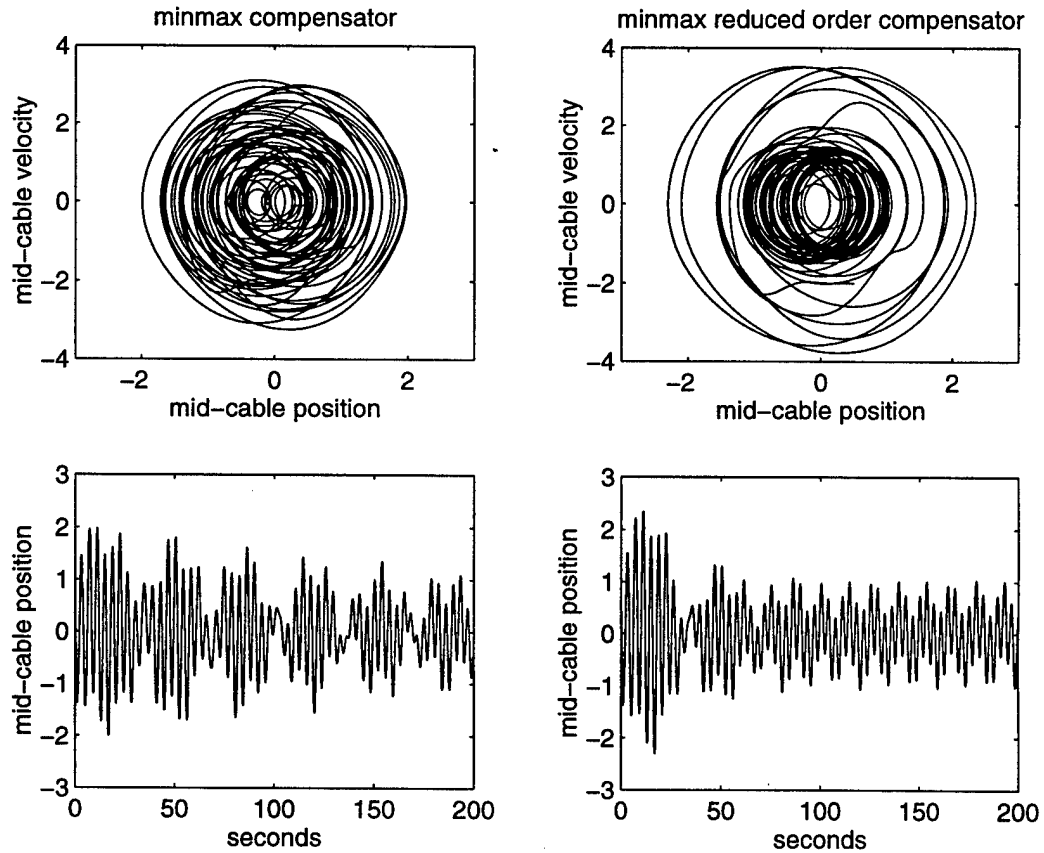 minmax compensator
4
2
0
−2
−4
mid−cable velocity
−2 0 2
mid−cable position
minmax reduced order compensator
4
2
0
−2
−4
mid−cable velocity
−2 0 2
mid−cable position
3
2
1
0
−1
−2
−3
mid−cable position
0 50 100 150 200
seconds
3
2
1
0
−1
−2
−3
mid−cable position
0 50 100 150 200
seconds